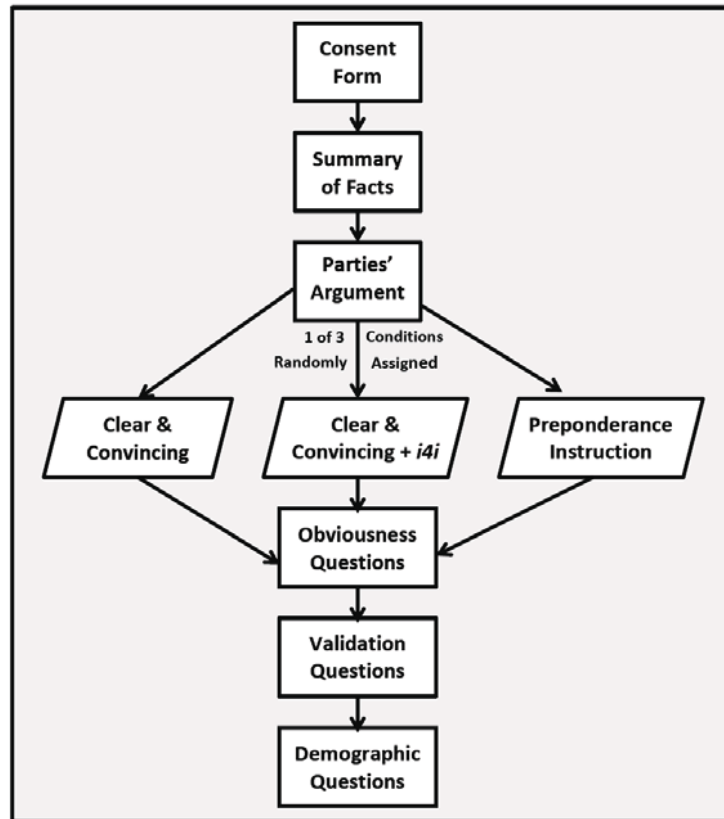 Consent
Form
Summary
of Facts
Parties’
Argument
1 of 3 Conditions
Randomly Assigned
Clear &
Convincing
Clear &
Convincing + i4i
Preponderance
Instruction
Obviousness
Questions
Validation
Questions
Demographic
Questions